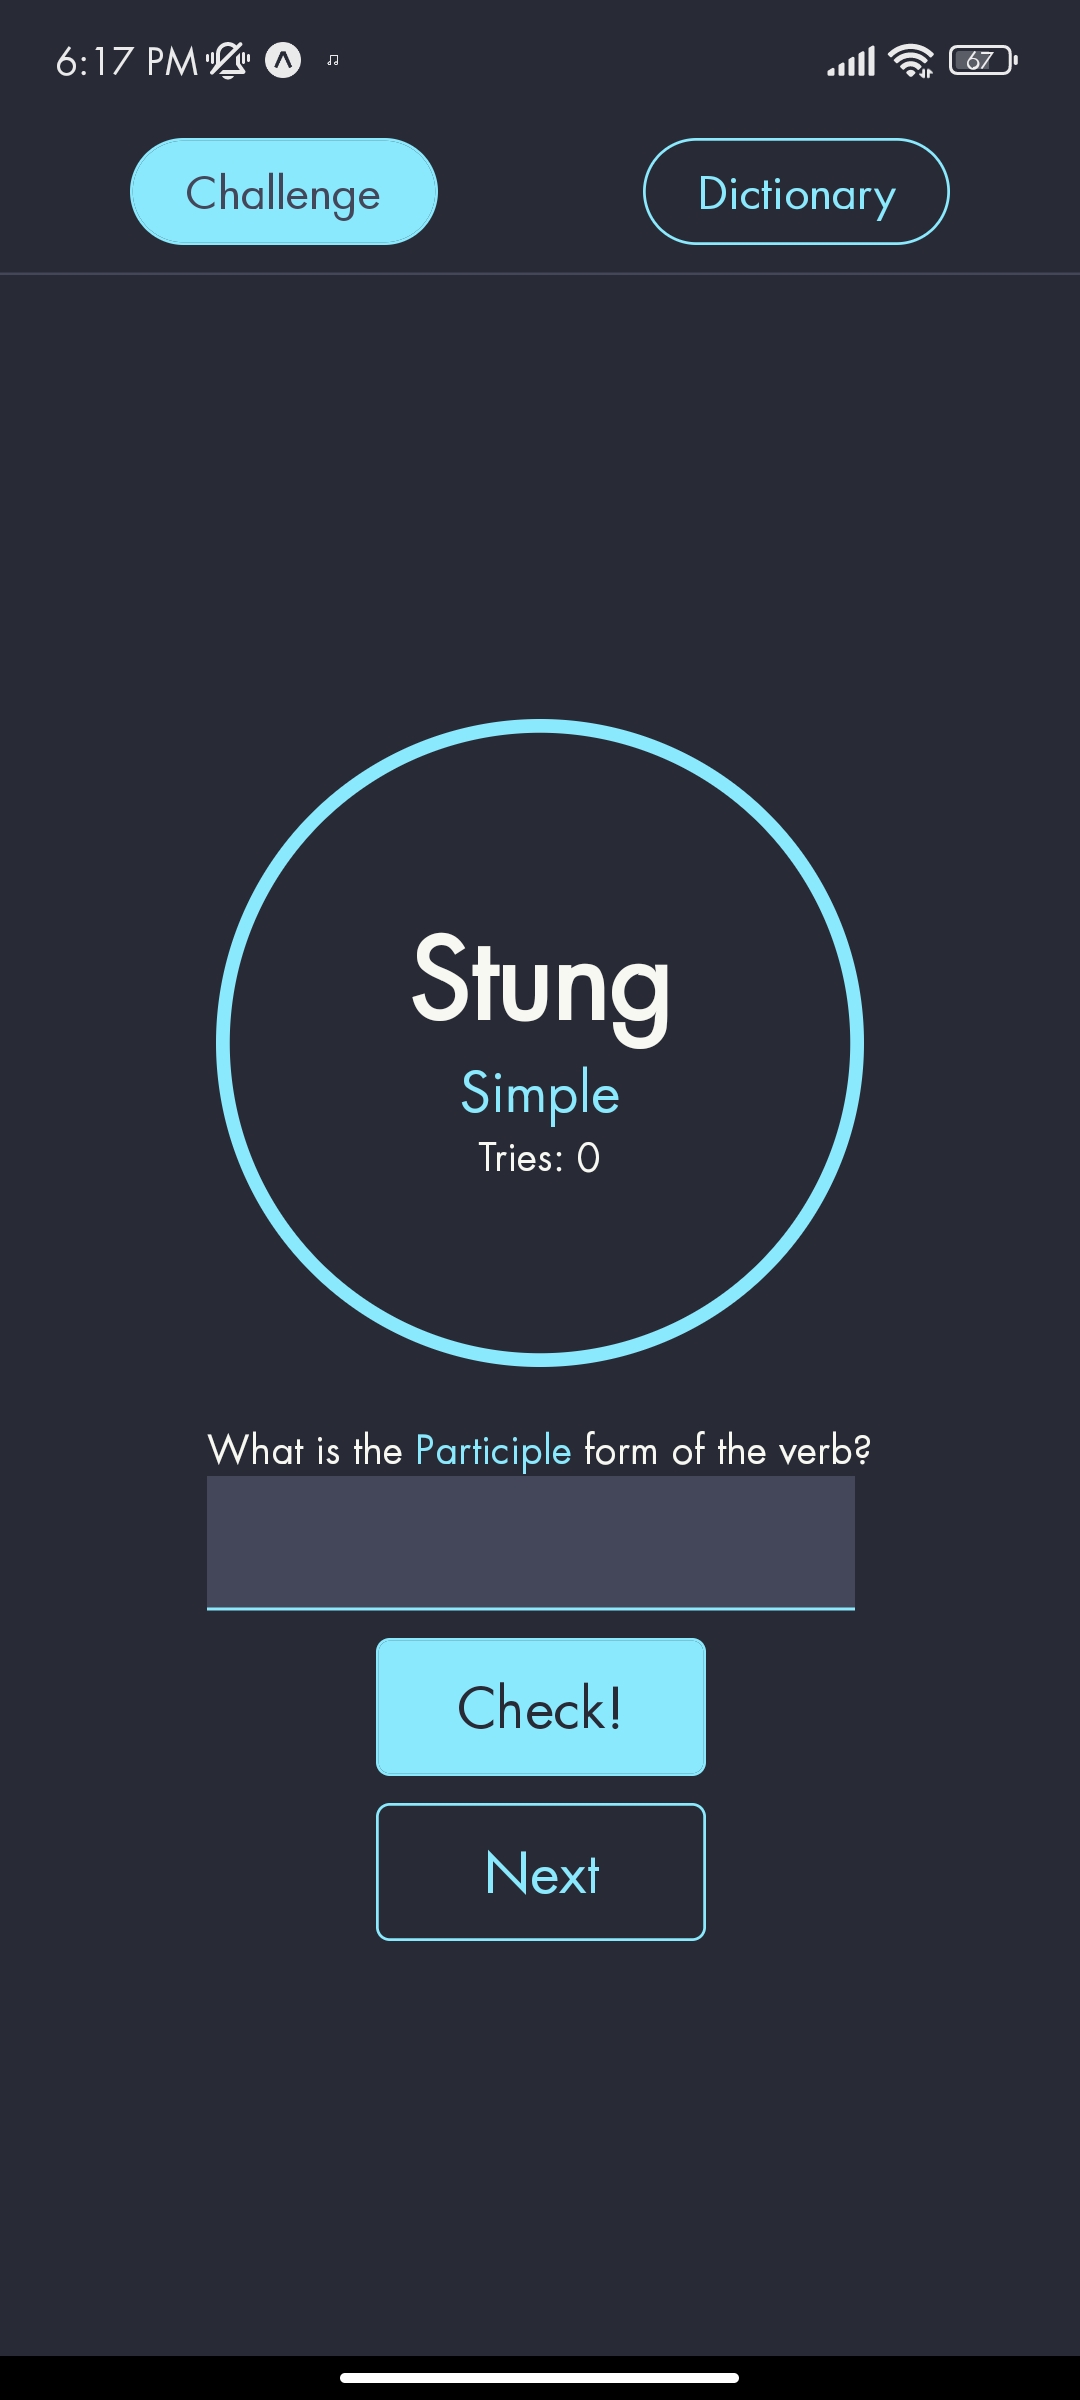 6:17 PM
67
Challenge
Dictionary
Stung
Simple
Tries: 0
What is the Participle form of the verb?
Check!
Next